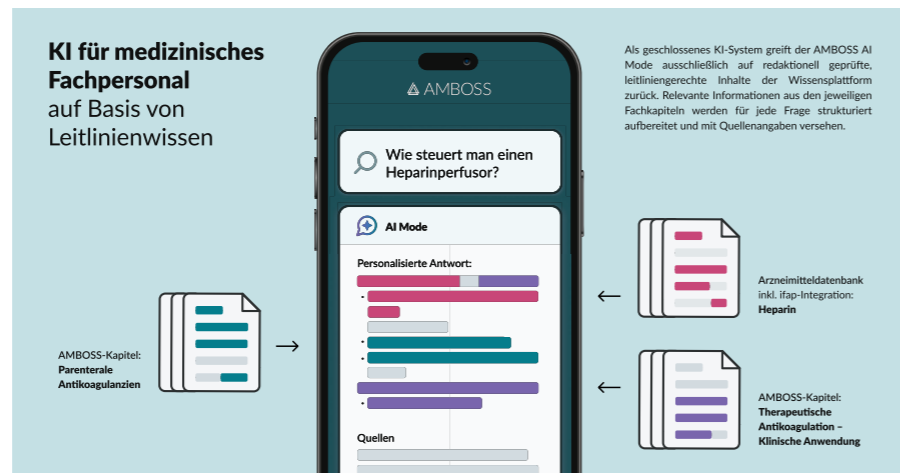 KI für medizinisches
Fachpersonal
auf Basis von
Leitlinienwissen
AMBOSS
Wie steuert man einen
Heparinperfusor?
AI Mode
Personalisierte Antwort:
Quellen
Als geschlossenes KI-System greift der AMBOSS AI
Mode ausschließlich auf redaktionell geprüfte,
leitliniengerechte Inhalte der Wissensplattform
zurück. Relevante Informationen aus den jeweiligen
Fachkapiteln werden für jede Frage strukturiert
aufbereitet und mit Quellenangaben versehen.
AMBOSS-Kapitel:
Parenterale
Antikoagulanzien
Arzneimitteldatenbank
inkl. ifap-Integration:
Heparin
AMBOSS-Kapitel:
Therapeutische
Antikoagulation –
Klinische Anwendung